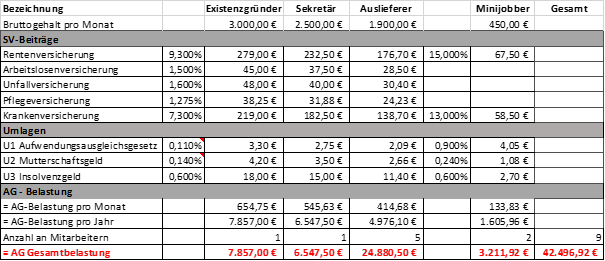 Bezeichnung Existenzgründer Sekretär Auslieferer Minijobber Gesamt
Bruttogehalt pro Monat 3.000,00 € 2.500,00 € 1.900,00 € 450,00 €
SV-Beiträge
Rentenversicherung 9,300% 279,00 € 232,50 € 176,70 € 15,000% 67,50 €
Arbeitslosenversicherung 1,500% 45,00 € 37,50 € 28,50 €
Unfallversicherung 1,600% 48,00 € 40,00 € 30,40 €
Pflegeversicherung 1,275% 38,25 € 31,88 € 24,23 €
Krankenversicherung 7,300% 219,00 € 182,50 € 138,70 € 13,000% 58,50 €
Umlagen
U1 Aufwendungsausgleichsgesetz 0,110% 3,30 € 2,75 € 2,09 € 0,900% 4,05 €
U2 Mutterschaftsgeld 0,140% 4,20 € 3,50 € 2,66 € 0,240% 1,08 €
U3 Insolvenzgeld 0,600% 18,00 € 15,00 € 11,40 € 0,600% 2,70 €
AG - Belastung
= AG-Belastung pro Monat 654,75 € 545,63 € 414,68 € 133,83 €
= AG-Belastung pro Jahr 7.857,00 € 6.547,50 € 4.976,10 € 1.605,96 €
Anzahl an Mitarbeitern 1 1 5 2 9
= AG Gesamtbelastung 7.857,00 € 6.547,50 € 24.880,50 € 3.211,92 € 42.496,92 €